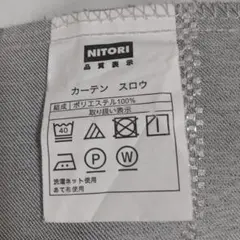 NITORI
品質表示
カーテン スロウ
組成 ポリエステル100%
取り扱い表示
40
P W
洗濯ネット使用
あて布使用